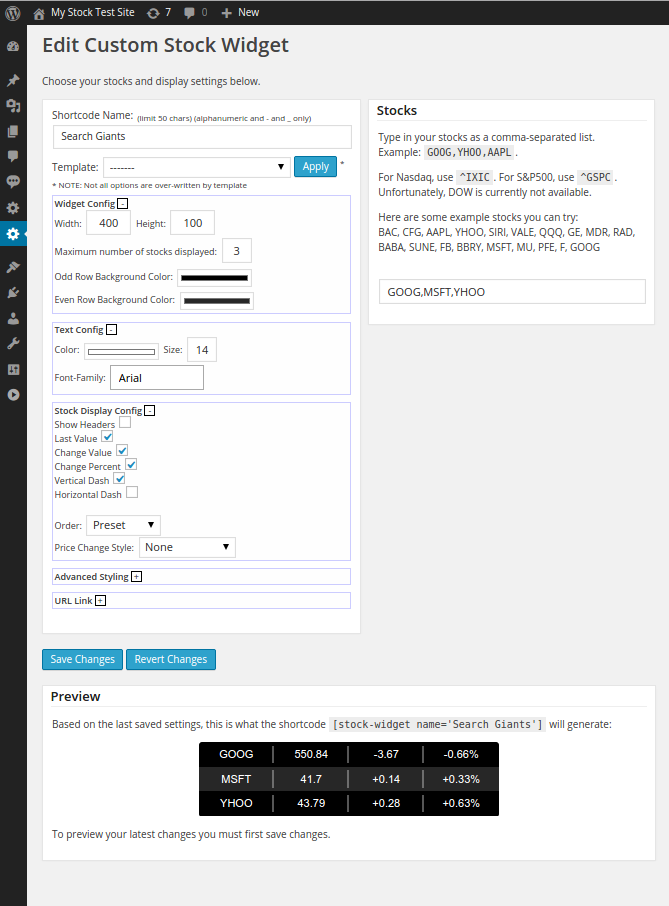 My Stock Test Site 7 0 New
Edit Custom Stock Widget
Choose your stocks and display settings below.
Shortcode Name: (limit 50 chars) (alphanumeric and - and _ only)
Search Giants
Template: ------- Apply *
* NOTE: Not all options are over-written by template
Widget Config -
Width: 400 Height: 100
Maximum number of stocks displayed: 3
Odd Row Background Color:
Even Row Background Color:
Text Config -
Color: Size: 14
Font-Family: Arial
Stock Display Config -
Show Headers
Last Value
Change Value
Change Percent
Vertical Dash
Horizontal Dash
Order: Preset
Price Change Style: None
Advanced Styling +
URL Link +
Stocks
Type in your stocks as a comma-separated list.
Example: GOOG,YHOO,AAPL .
For Nasdaq, use ^IXIC . For S&P500, use ^GSPC .
Unfortunately, DOW is currently not available.
Here are some example stocks you can try:
BAC, CFG, AAPL, YHOO, SIRI, VALE, QQQ, GE, MDR, RAD,
BABA, SUNE, FB, BBRY, MSFT, MU, PFE, F, GOOG
GOOG,MSFT,YHOO
Save Changes Revert Changes
Preview
Based on the last saved settings, this is what the shortcode [stock-widget name='Search Giants'] will generate:
GOOG 550.84 -3.67 -0.66%
MSFT 41.7 +0.14 +0.33%
YHOO 43.79 +0.28 +0.63%
To preview your latest changes you must first save changes.